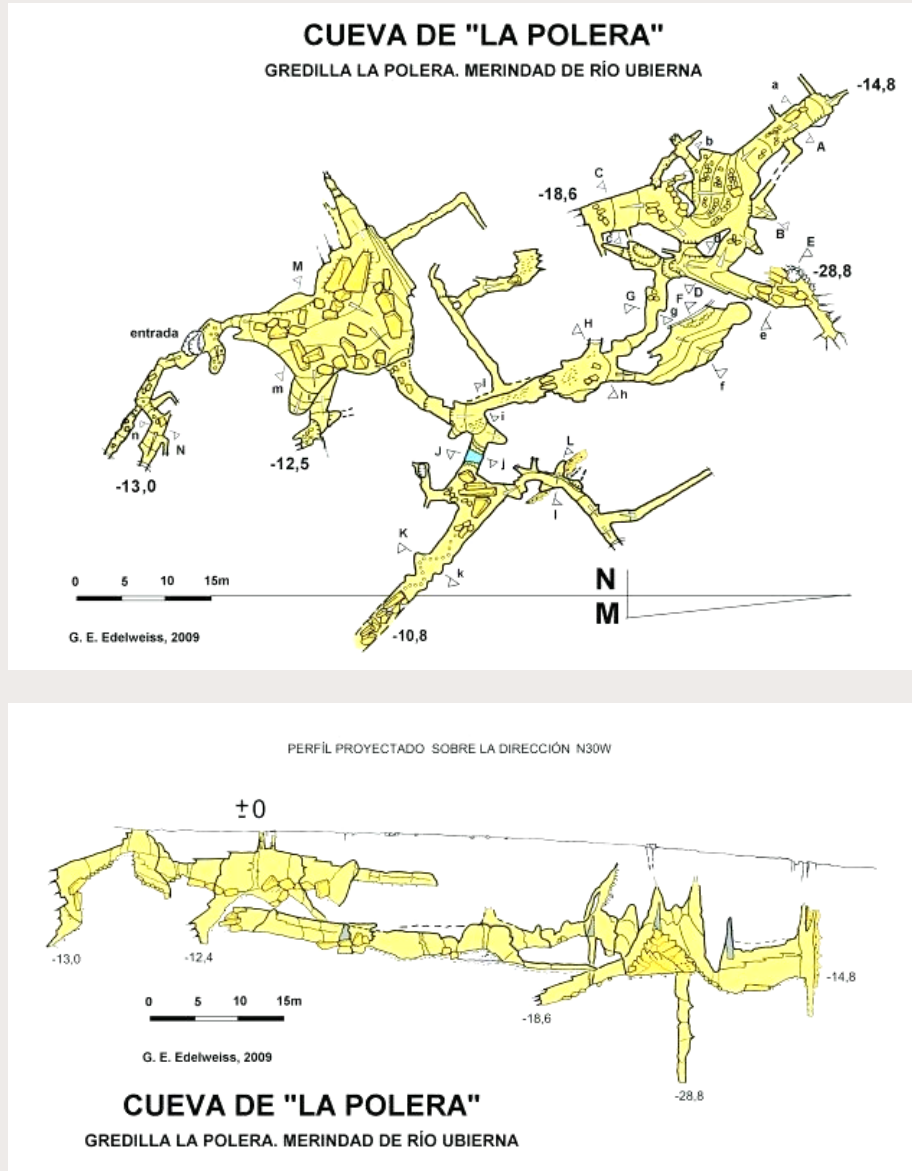 CUEVA DE "LA POLERA"
GREDILLA LA POLERA. MERINDAD DE RÍO UBIERNA
a
-14,8
A
b
C
-18,6
B
c
d
E
-28,8
M
D
G
F
g
e
entrada
H
f
m
h
I
i
n
N
J
j
L
-12,5
-13,0
l
K
k
0 5 10 15m
N
M
G. E. Edelweiss, 2009
-10,8
PERFÍL PROYECTADO SOBRE LA DIRECCIÓN N30W
±0
-13,0
-12,4
-14,8
0 5 10 15m
-18,6
G. E. Edelweiss, 2009
-28,8
CUEVA DE "LA POLERA"
GREDILLA LA POLERA. MERINDAD DE RÍO UBIERNA